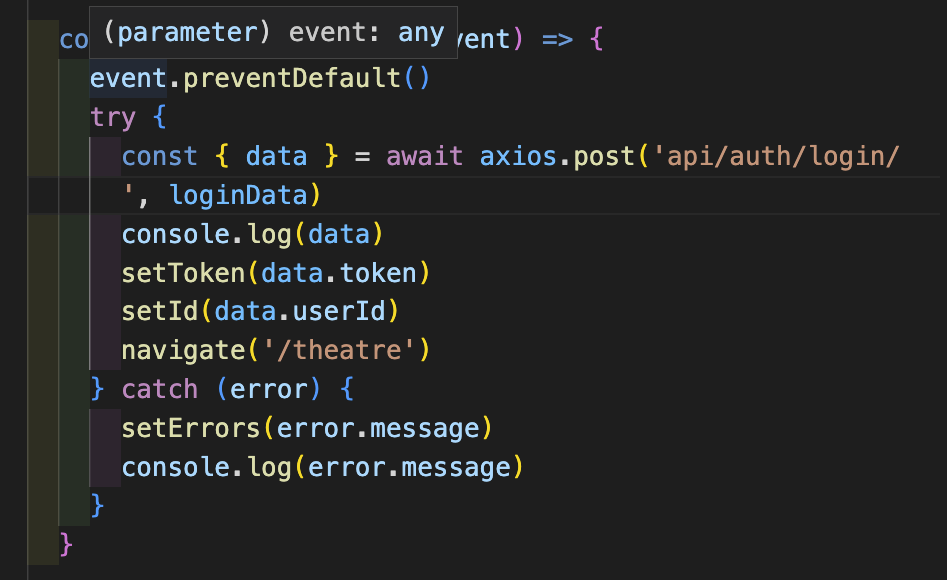 (parameter) event: any
co vent) => {
event.preventDefault()
try {
const { data } = await axios.post('api/auth/login/
', loginData)
console.log(data)
setToken(data.token)
setId(data.userId)
navigate('/theatre')
} catch (error) {
setErrors(error.message)
console.log(error.message)
}
}